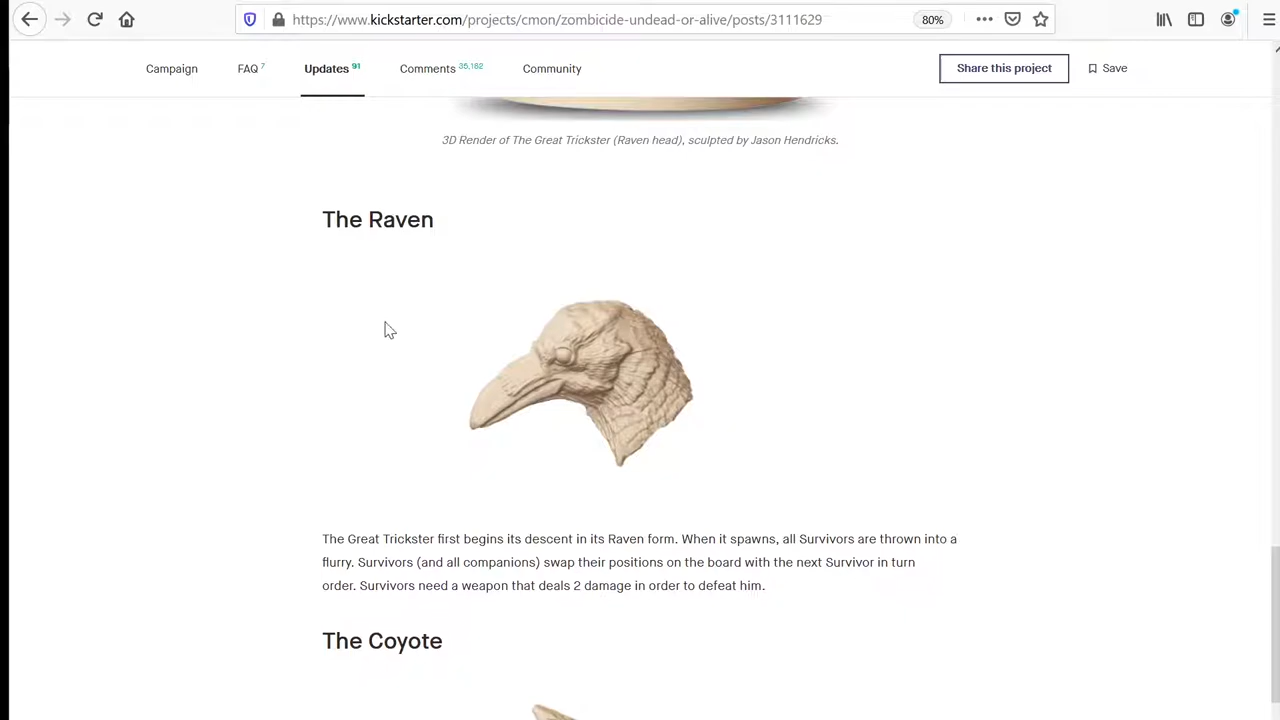 https://www.kickstarter.com/projects/cmon/zombicide-undead-or-alive/posts/3111629
80%
Campaign
FAQ 7
Updates 91
Comments 35,182
Community
Share this project
Save
3D Render of The Great Trickster (Raven head), sculpted by Jason Hendricks.
The Raven
The Great Trickster first begins its descent in its Raven form. When it spawns, all Survivors are thrown into a
flurry. Survivors (and all companions) swap their positions on the board with the next Survivor in turn
order. Survivors need a weapon that deals 2 damage in order to defeat him.
The Coyote